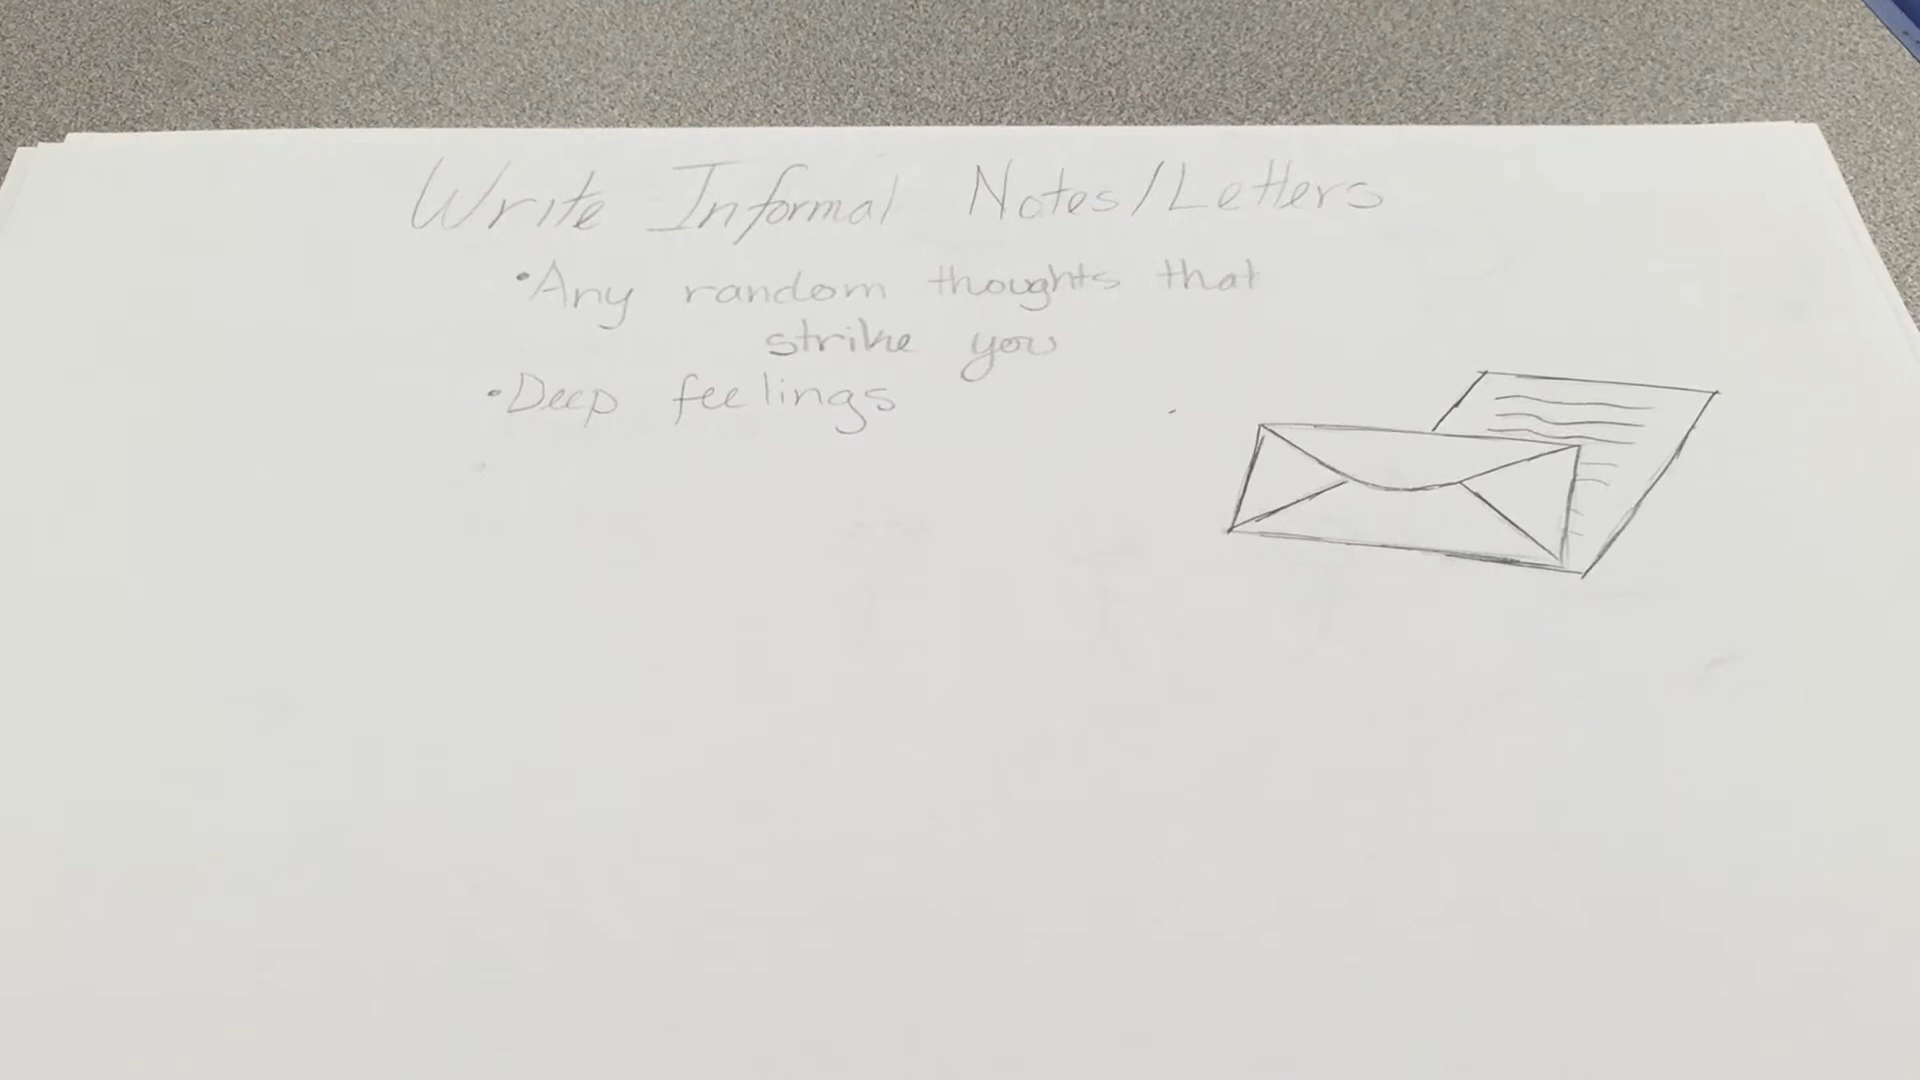 Write Informal Notes/Letters
•Any random thoughts that
strike you
•Deep feelings